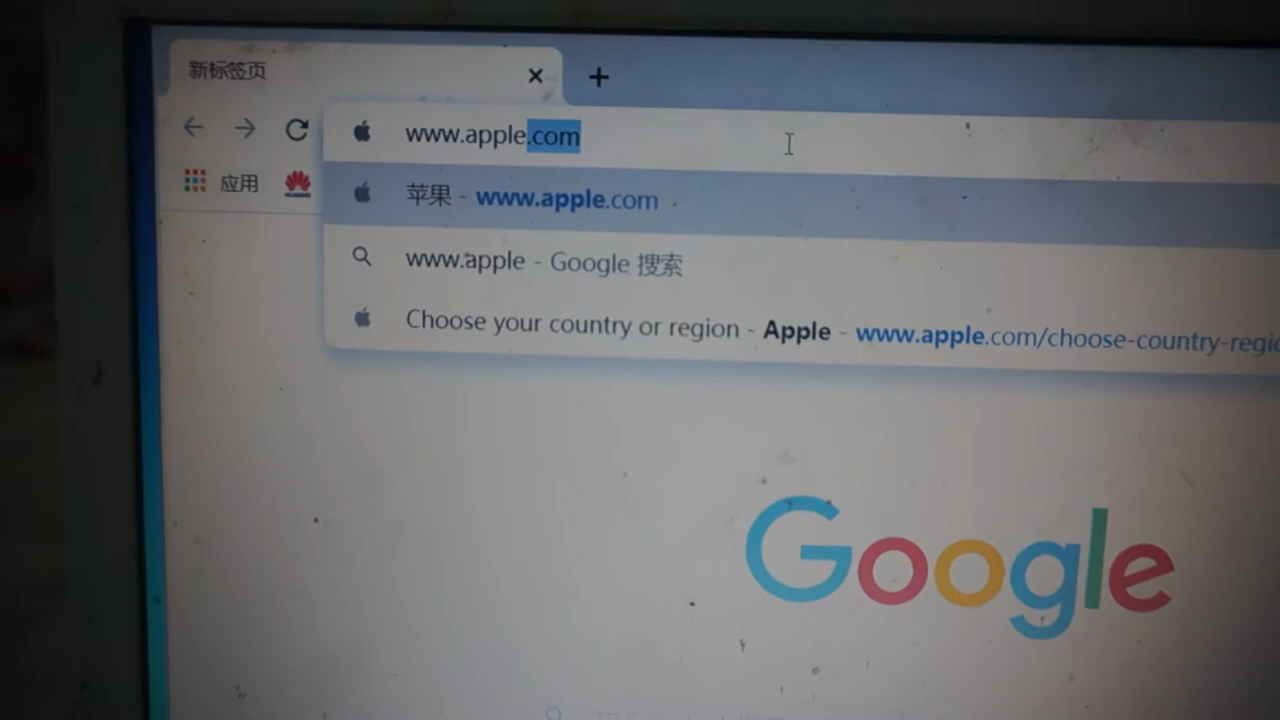 新标签页
www.apple.com
应用
HUAWEI
苹果 - www.apple.com
www.apple - Google 搜索
Choose your country or region - Apple - www.apple.com/choose-country-regio
Google